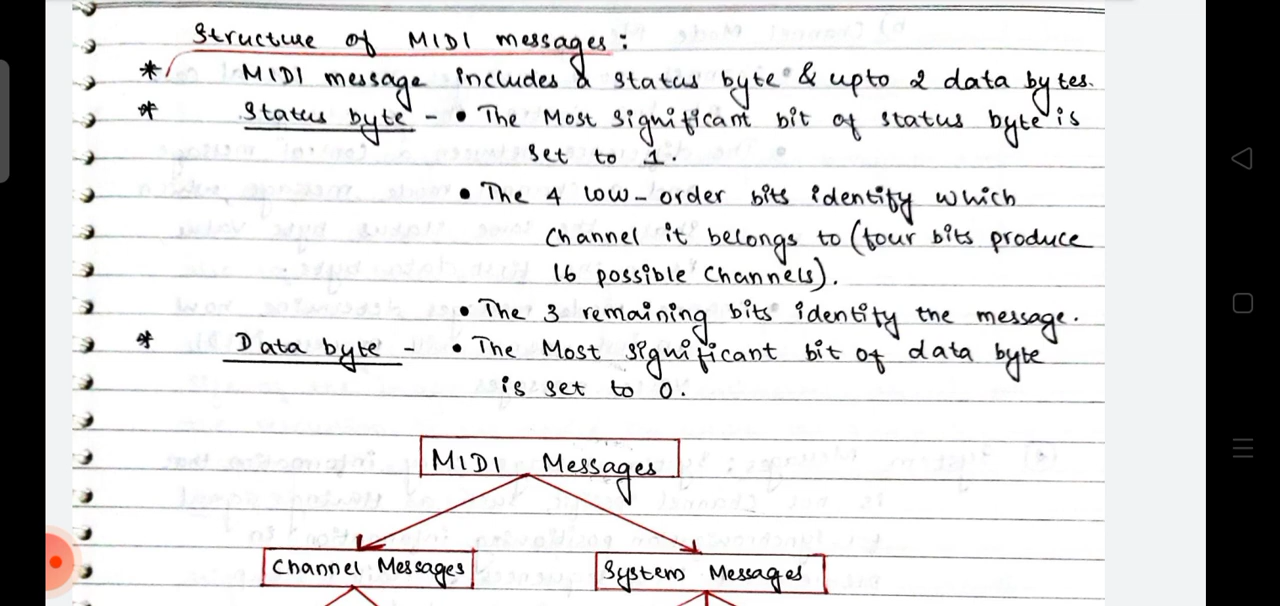 Structure of MIDI messages:
* MIDI message includes a status byte & upto 2 data bytes.
* Status byte - • The Most significant bit of status byte is
set to 1.
• The 4 low-order bits identify which
channel it belongs to (four bits produce
16 possible channels).
• The 3 remaining bits identity the message.
* Data byte - • The Most significant bit of data byte
is set to 0.
MIDI Messages
Channel Messages
System Messages